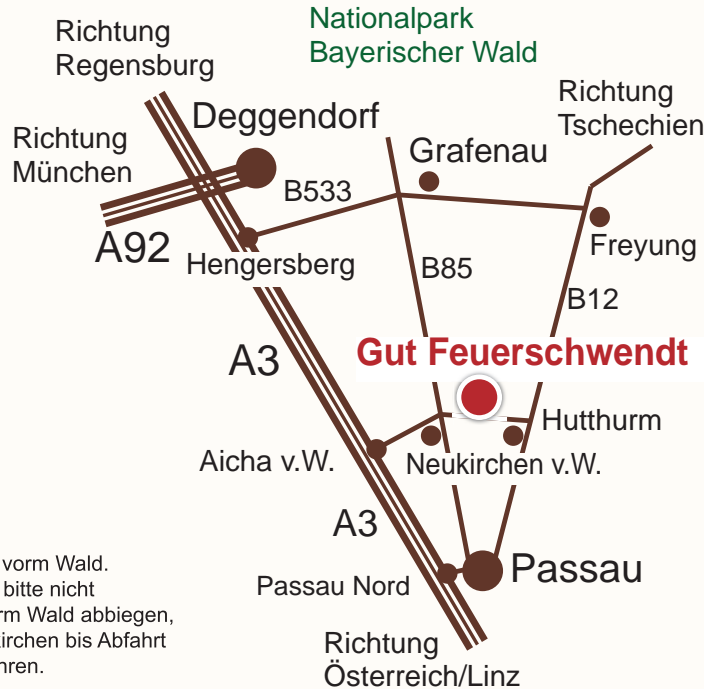 Nationalpark
Bayerischer Wald
Richtung
Regensburg
Richtung
Tschechien
Deggendorf
Richtung
München
Grafenau
B533
A92
Hengersberg
Freyung
B85
B12
Gut Feuerschwendt
A3
Hutthurm
Aicha v.W.
Neukirchen v.W.
A3
Passau
Passau Nord
vorm Wald.
bitte nicht
rm Wald abbiegen,
kirchen bis Abfahrt
hren.
Richtung
Österreich/Linz